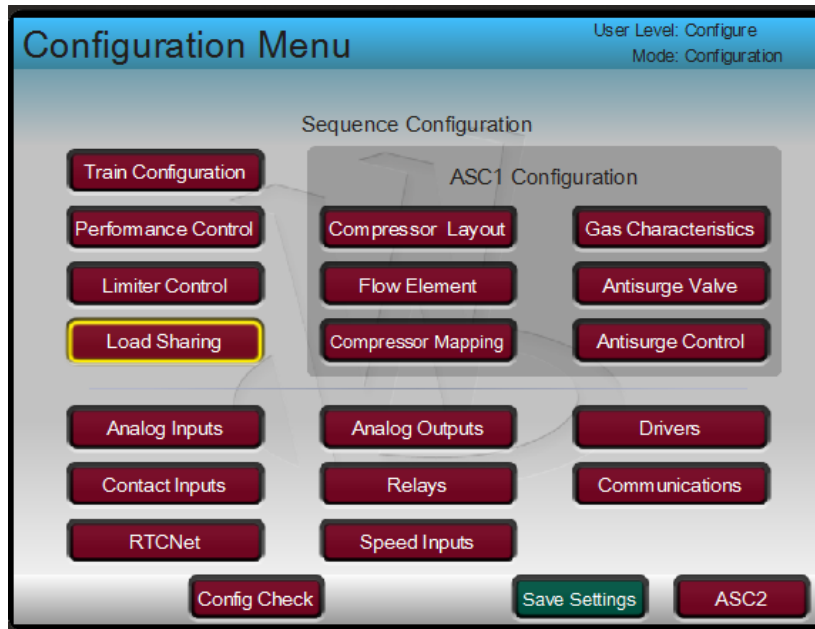 Configuration Menu
User Level: Configure
Mode: Configuration
Sequence Configuration
Train Configuration
ASC1 Configuration
Performance Control
Compressor Layout
Gas Characteristics
Limiter Control
Flow Element
Antisurge Valve
Load Sharing
Compressor Mapping
Antisurge Control
Analog Inputs
Analog Outputs
Drivers
Contact Inputs
Relays
Communications
RTCNet
Speed Inputs
Config Check
Save Settings
ASC2